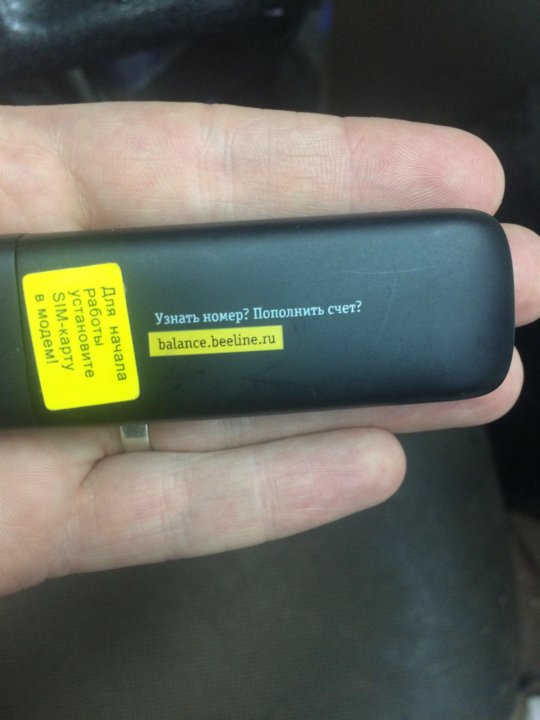 Для начала
Работы
установите
SIM-карту
в модем!
Узнать номер? Пополнить счет?
balance.beeline.ru